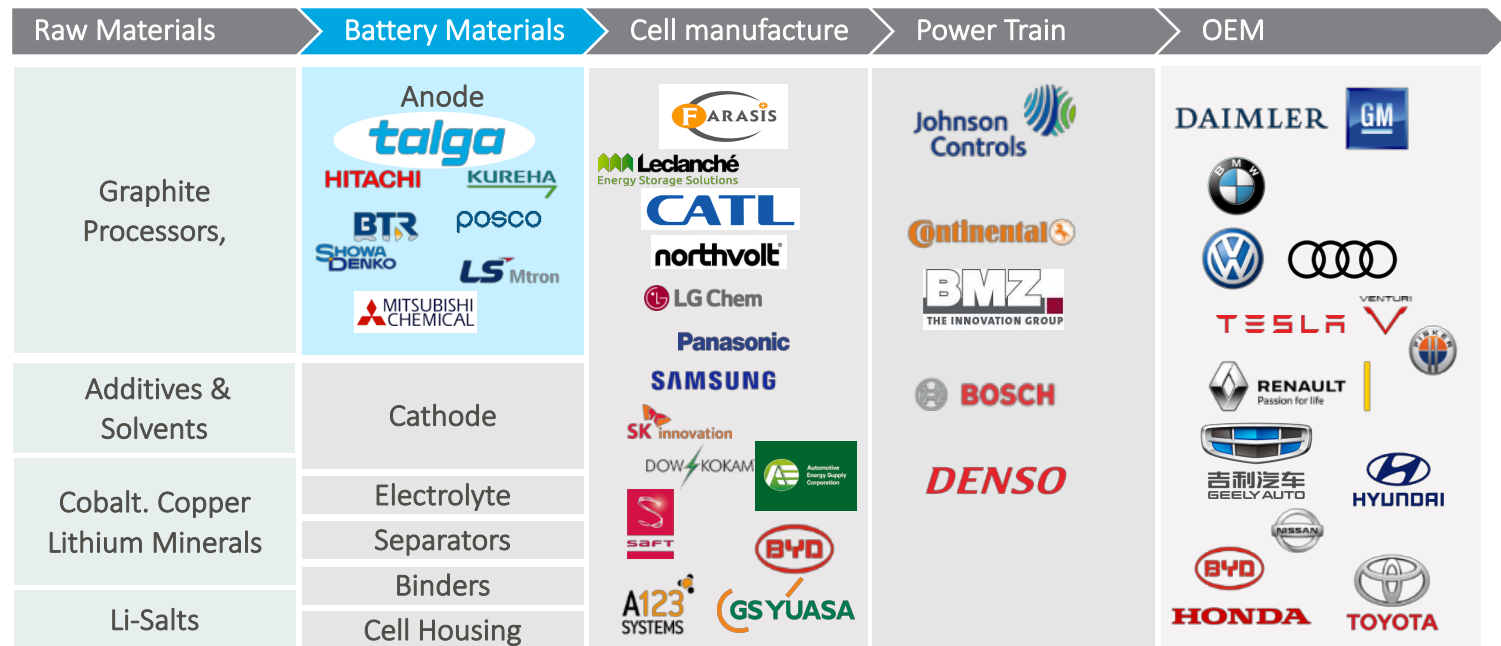 Raw Materials
Battery Materials
Cell manufacture
Power Train
OEM
Graphite
Processors,
Additives &
Solvents
Cobalt. Copper
Lithium Minerals
Li-Salts
Anode
talga
HITACHI
KUREHA
BTR
posco
SHOWA
DENKO
LS Mtron
MITSUBISHI
CHEMICAL
Cathode
Electrolyte
Separators
Binders
Cell Housing
FARASIS
Leclanché
Energy Storage Solutions
CATL
northvolt
LG Chem
Panasonic
SAMSUNG
SK innovation
DOW KOKAM
AE Automotive
Energy Supply
Corporation
SAFT
BYD
A123
SYSTEMS
GS YUASA
Johnson
Controls
Continental
BMZ
THE INNOVATION GROUP
BOSCH
DENSO
DAIMLER
GM
BMW
VW
TESLA
VENTURI
FISKER
RENAULT
Passion for life
吉利汽车
GEELY AUTO
HYUNDAI
NISSAN
BYD
HONDA
TOYOTA